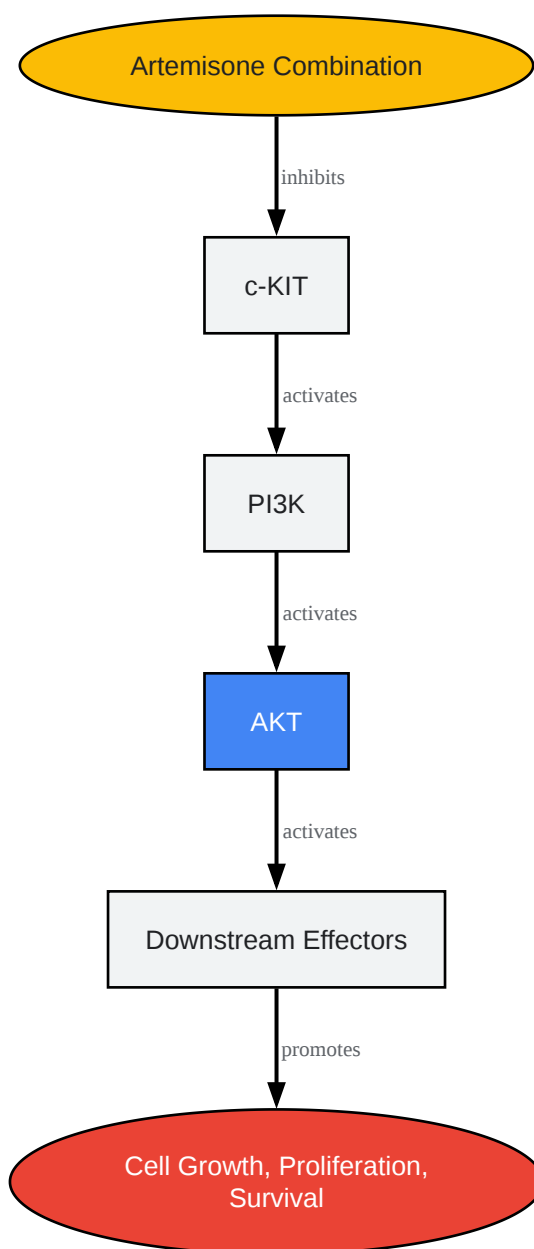 Artemisone Combination
inhibits
c-KIT
activates
PI3K
activates
AKT
activates
Downstream Effectors
promotes
Cell Growth, Proliferation,
Survival